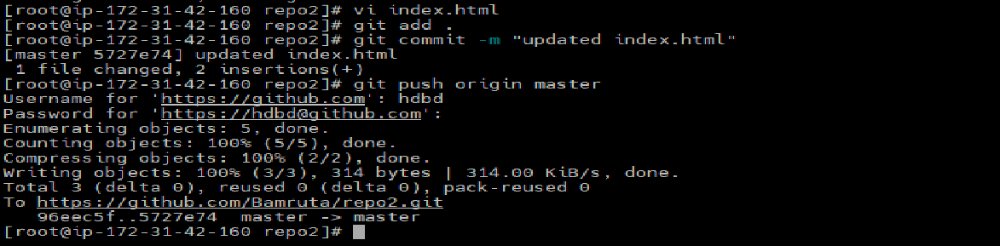 [root@ip-172-31-42-160 repo2]# vi index.html
[root@ip-172-31-42-160 repo2]# git add .
[root@ip-172-31-42-160 repo2]# git commit -m "updated index.html"
[master 5727e74] updated index.html
 1 file changed, 2 insertions(+)
[root@ip-172-31-42-160 repo2]# git push origin master
Username for 'https://github.com': hdbd
Password for 'https://hdbd@github.com':
Enumerating objects: 5, done.
Counting objects: 100% (5/5), done.
Compressing objects: 100% (2/2), done.
Writing objects: 100% (3/3), 314 bytes | 314.00 KiB/s, done.
Total 3 (delta 0), reused 0 (delta 0), pack-reused 0
To https://github.com/Bamruta/repo2.git
   96eec5f..5727e74  master -> master
[root@ip-172-31-42-160 repo2]#